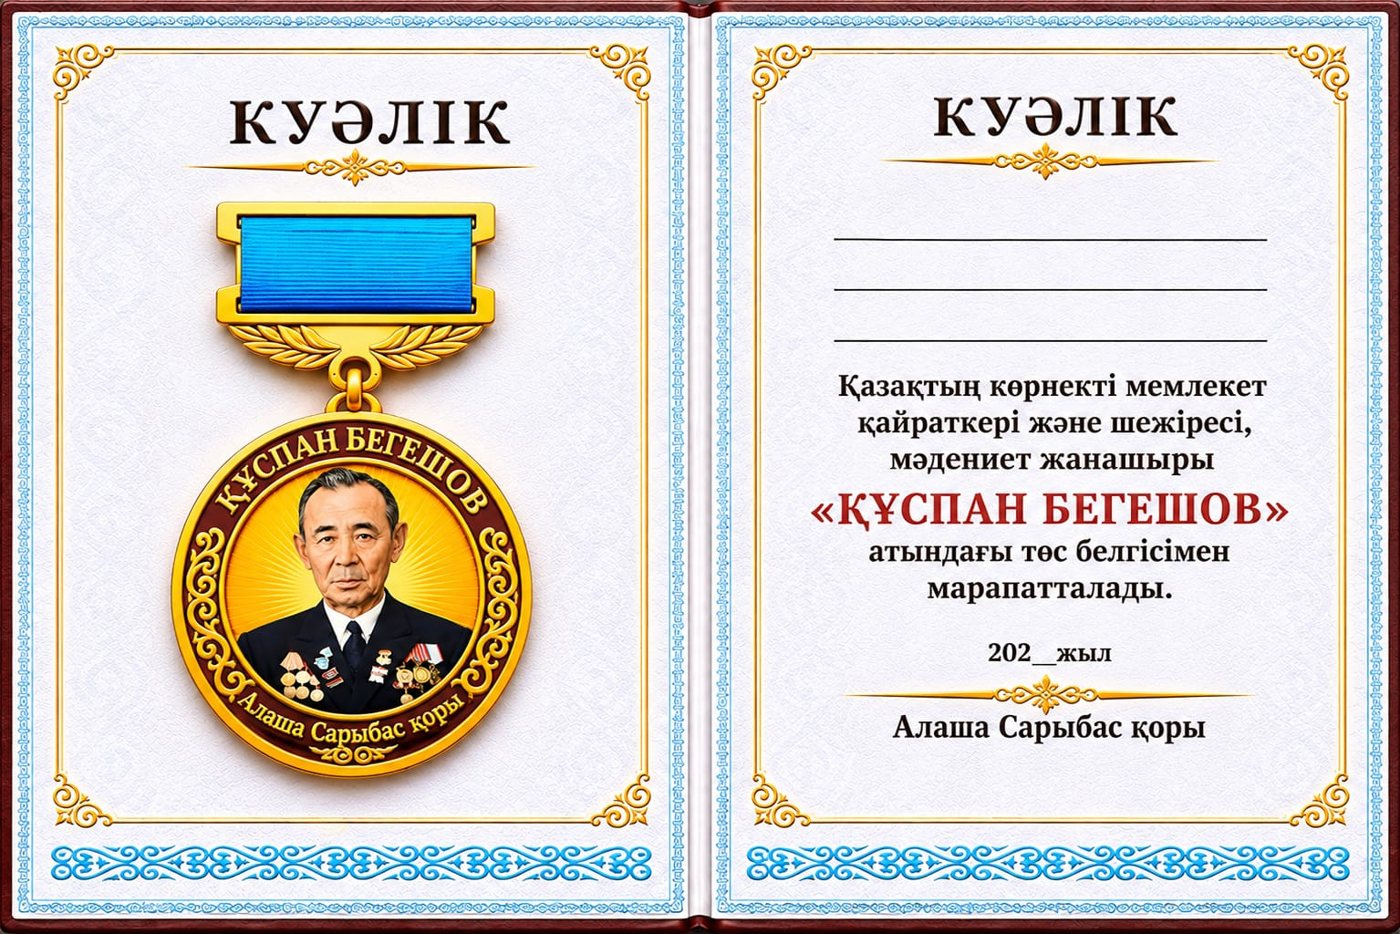 КУӘЛІК
ҚҰСПАН БЕГЕШОВ
Алаша Сарыбас қоры
КУӘЛІК
Қазақтың көрнекті мемлекет
қайраткері және шежіресі,
мәдениет жанашыры
«ҚҰСПАН БЕГЕШОВ»
атындағы төс белгісімен
марапатталады.
202__жыл
Алаша Сарыбас қоры